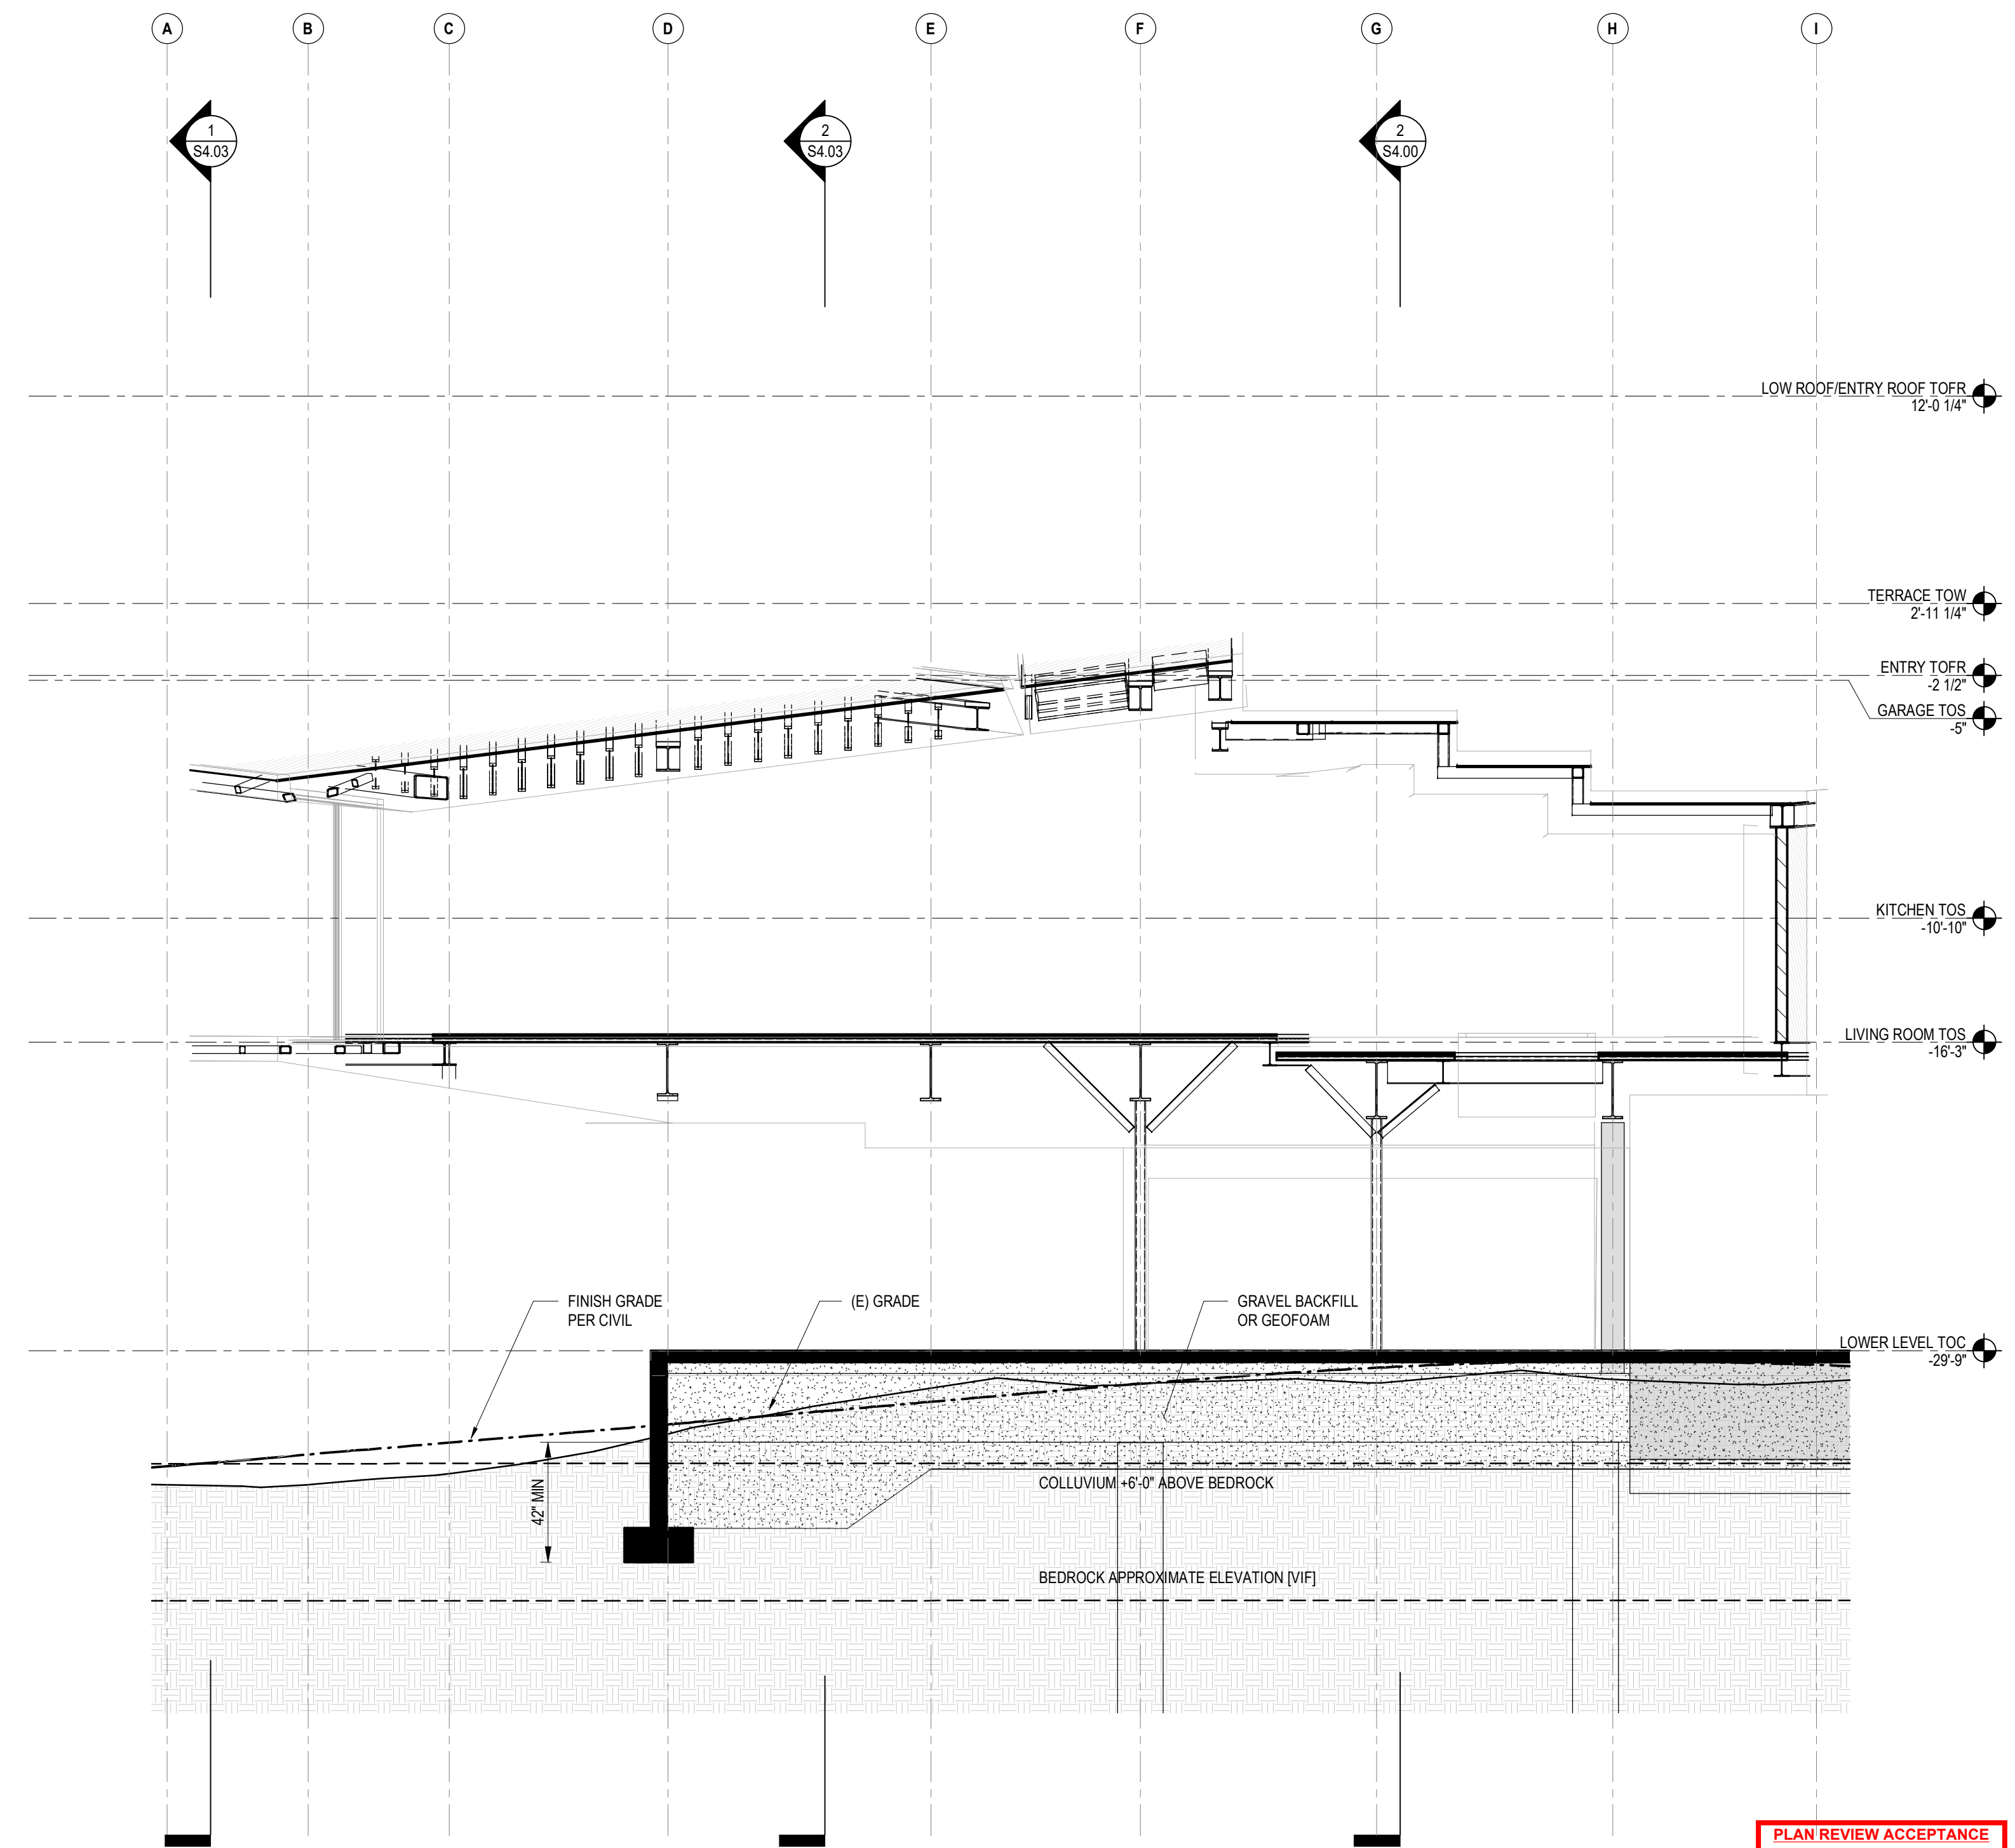 A B C D E F G H I
1
S4.03
2
S4.03
2
S4.00
LOW ROOF/ENTRY ROOF TOFR
12'-0 1/4"
TERRACE TOW
2'-11 1/4"
ENTRY TOFR
-2 1/2"
GARAGE TOS
-5"
KITCHEN TOS
-10'-10"
LIVING ROOM TOS
-16'-3"
FINISH GRADE
PER CIVIL
(E) GRADE
GRAVEL BACKFILL
OR GEOFOAM
LOWER LEVEL TOC
-29'-9"
42" MIN
COLLUVIUM +6'-0" ABOVE BEDROCK
BEDROCK APPROXIMATE ELEVATION [VIF]
PLAN REVIEW ACCEPTANCE